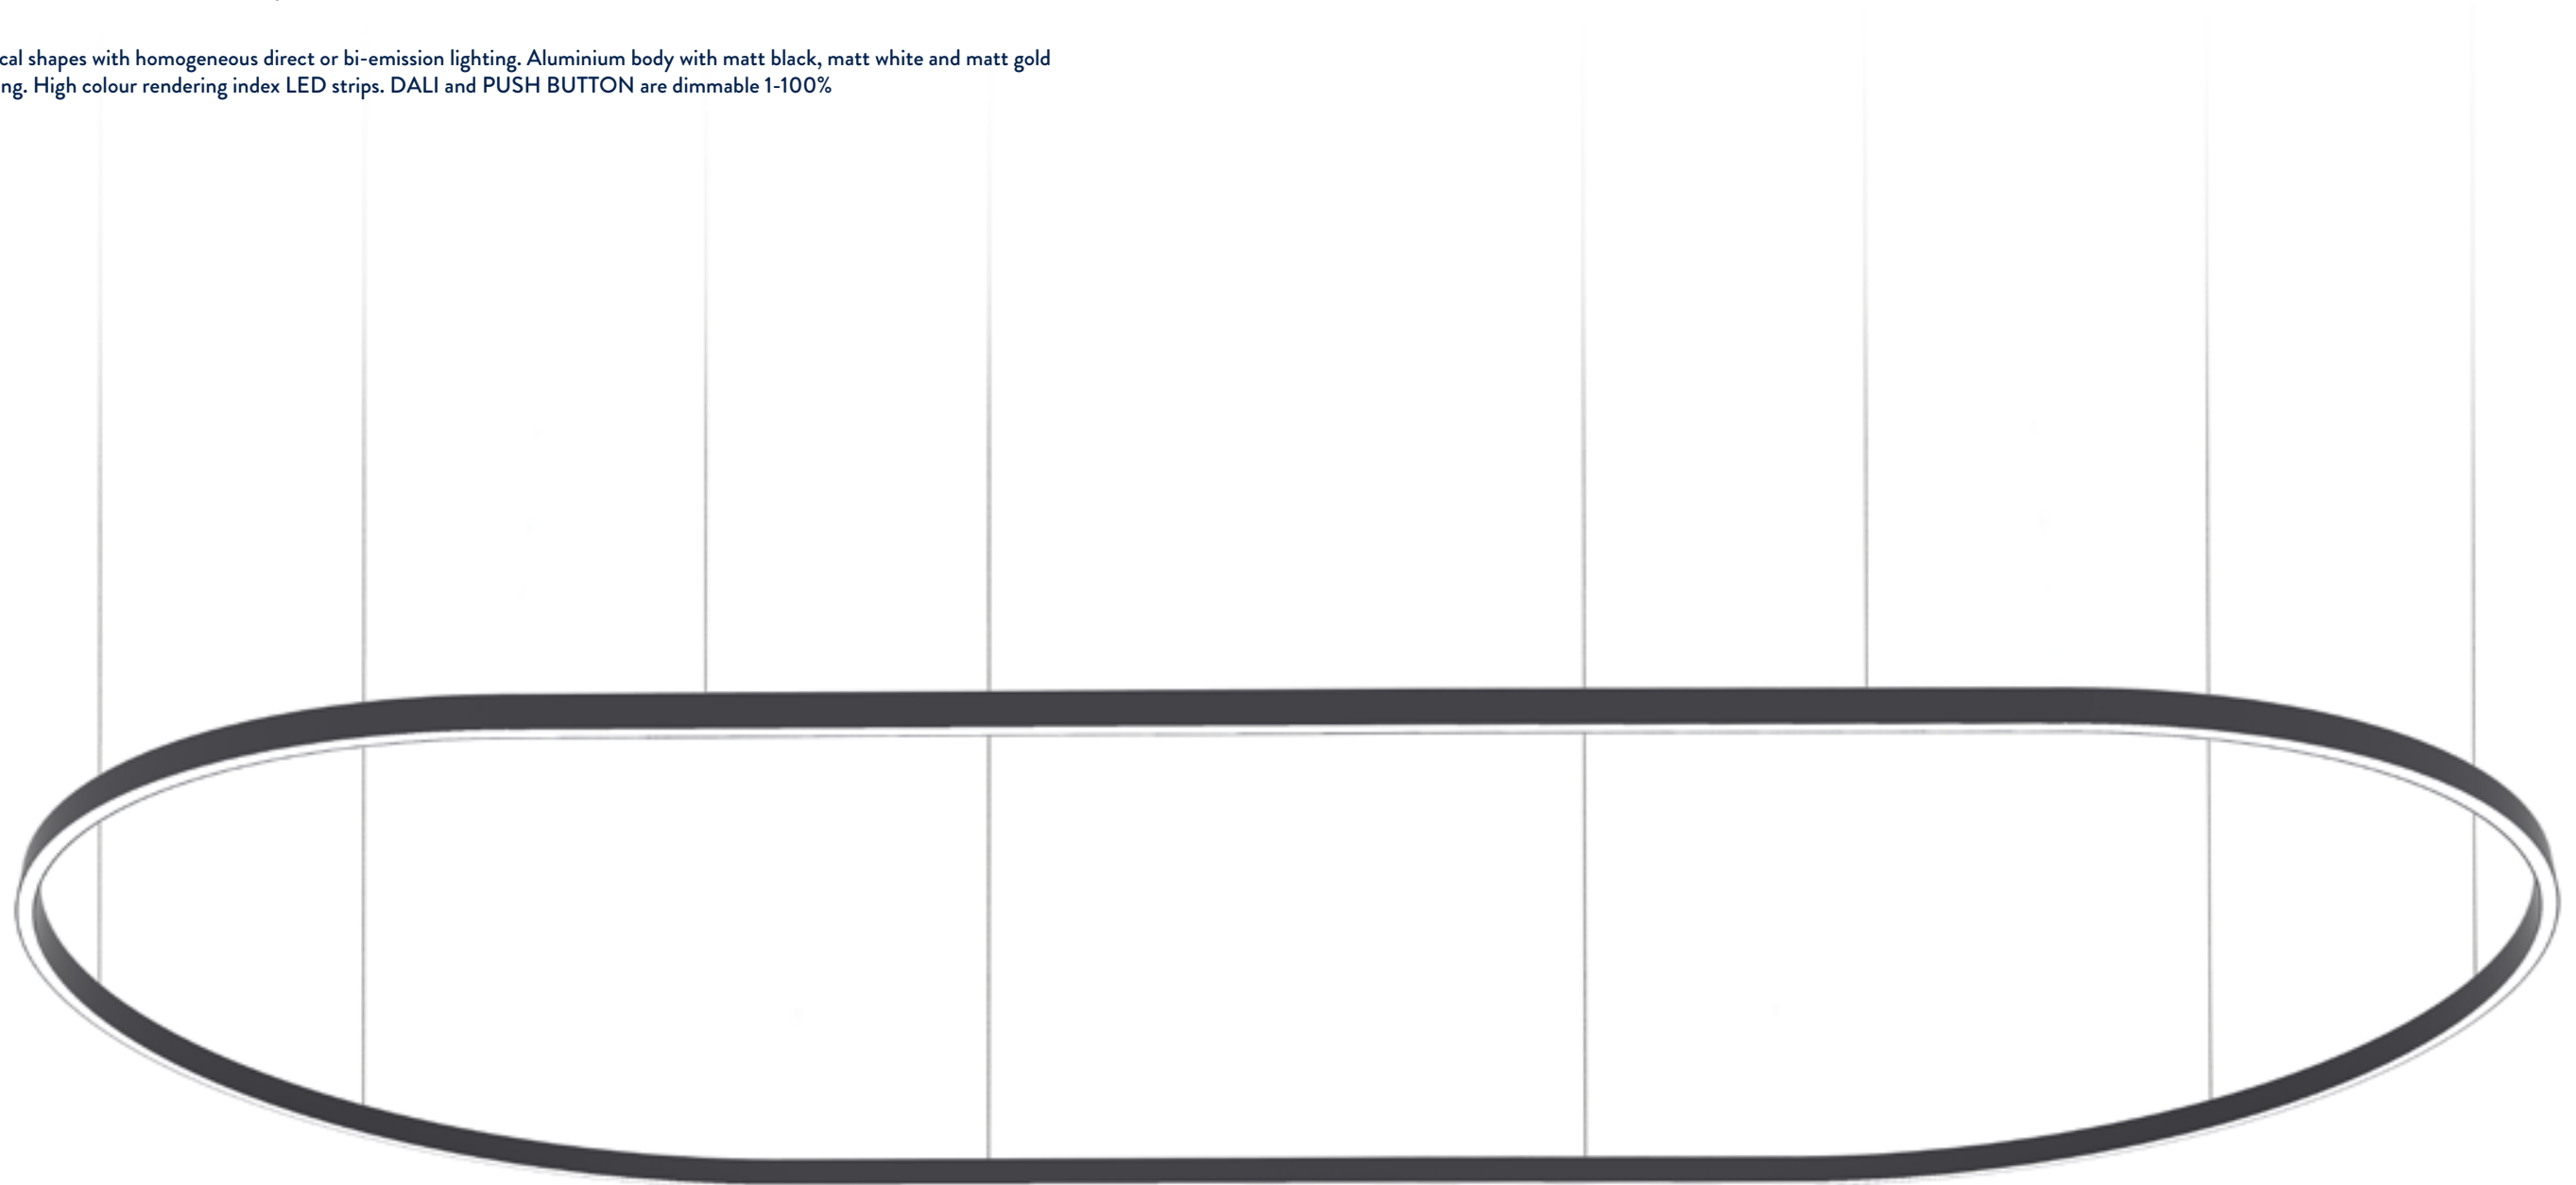 cal shapes with homogeneous direct or bi-emission lighting. Aluminium body with matt black, matt white and matt gold
ng. High colour rendering index LED strips. DALI and PUSH BUTTON are dimmable 1-100%